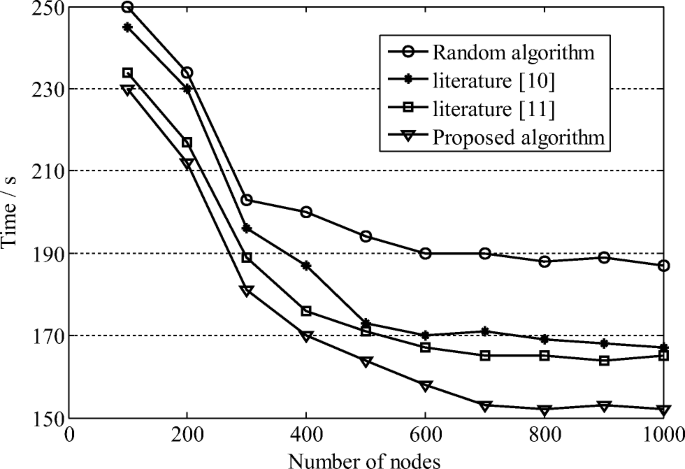 250
230
210
190
170
150
Time / s
Random algorithm
literature [10]
literature [11]
Proposed algorithm
0 200 400 600 800 1000
Number of nodes